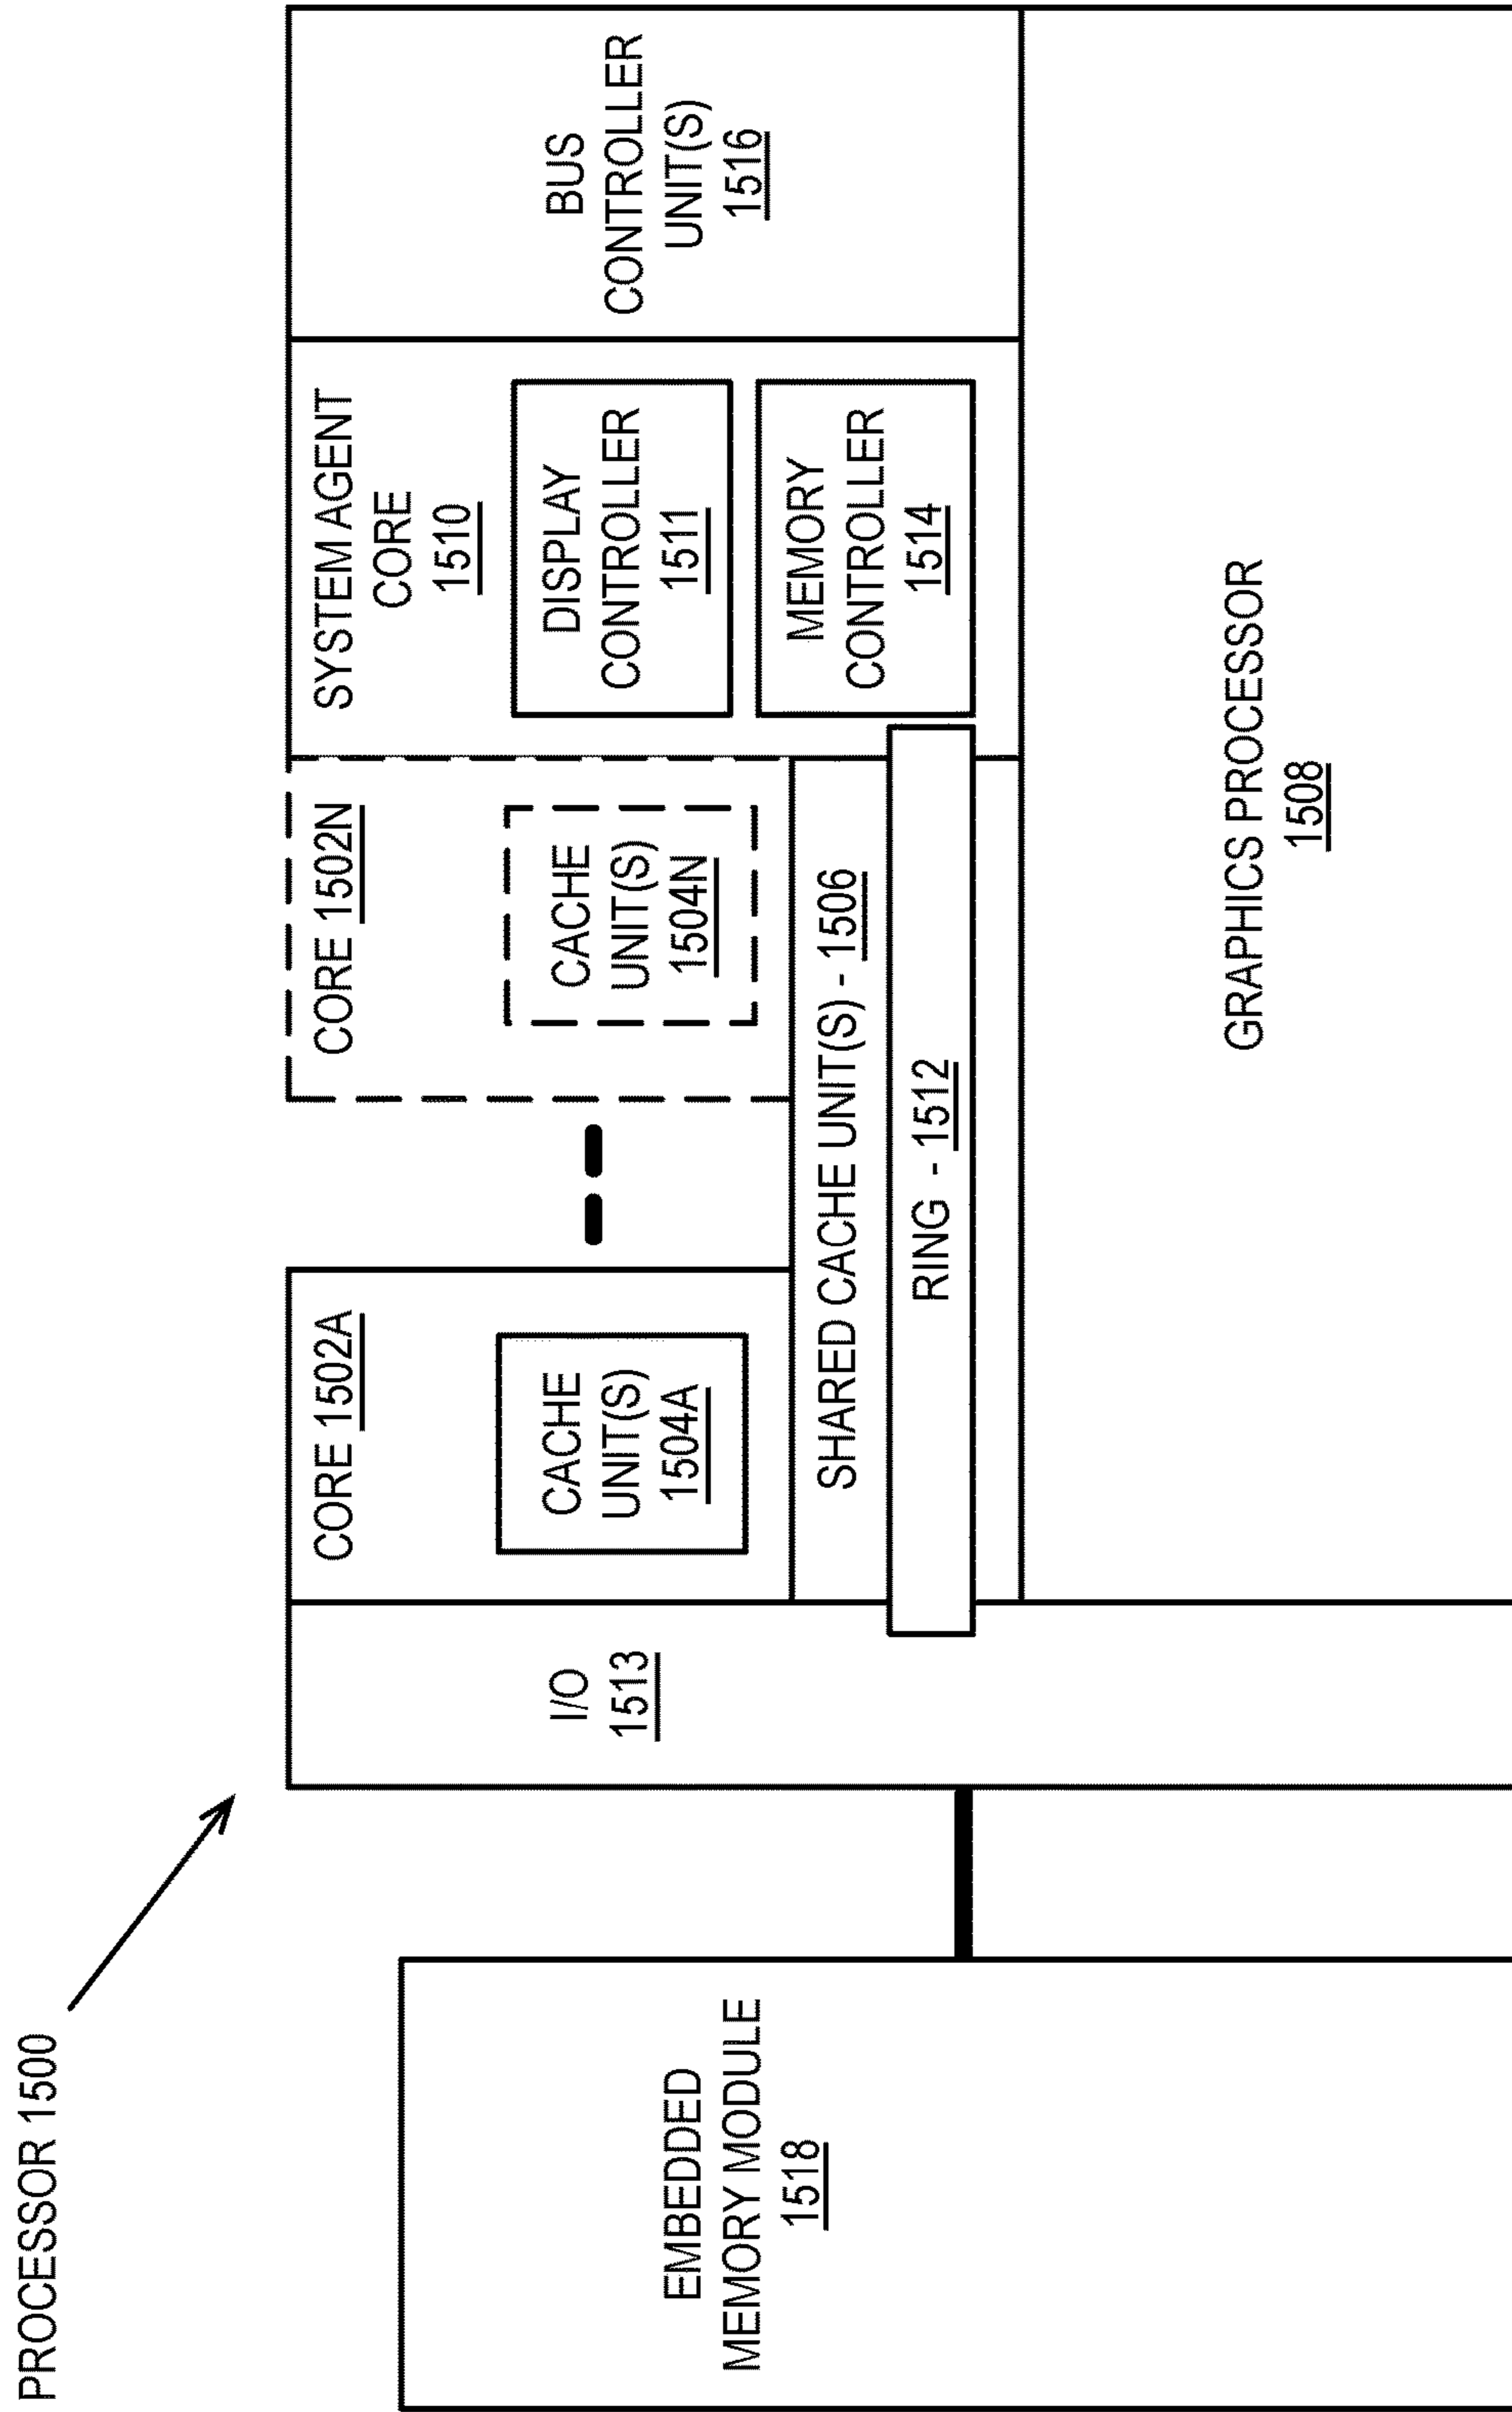 PROCESSOR 1500
EMBEDDED
MEMORY MODULE
1518
I/O
1513
CORE 1502A
CACHE
UNIT(S)
1504A
CORE 1502N
CACHE
UNIT(S)
1504N
SHARED CACHE UNIT(S) - 1506
RING - 1512
SYSTEM AGENT
CORE
1510
DISPLAY
CONTROLLER
1511
MEMORY
CONTROLLER
1514
BUS
CONTROLLER
UNIT(S)
1516
GRAPHICS PROCESSOR
1508